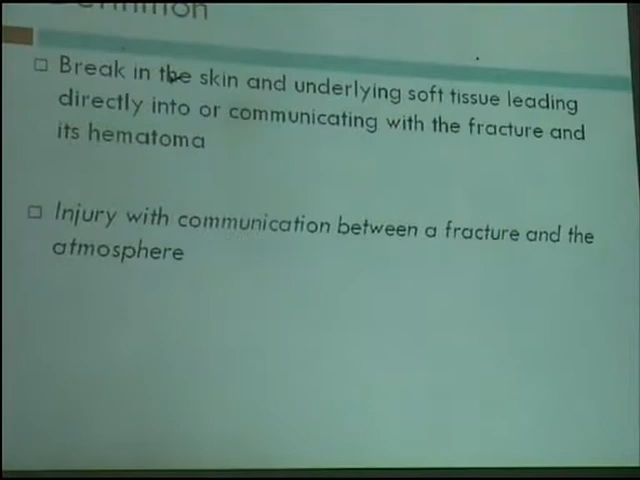 Definition
Break in the skin and underlying soft tissue leading
directly into or communicating with the fracture and
its hematoma
Injury with communication between a fracture and the
atmosphere